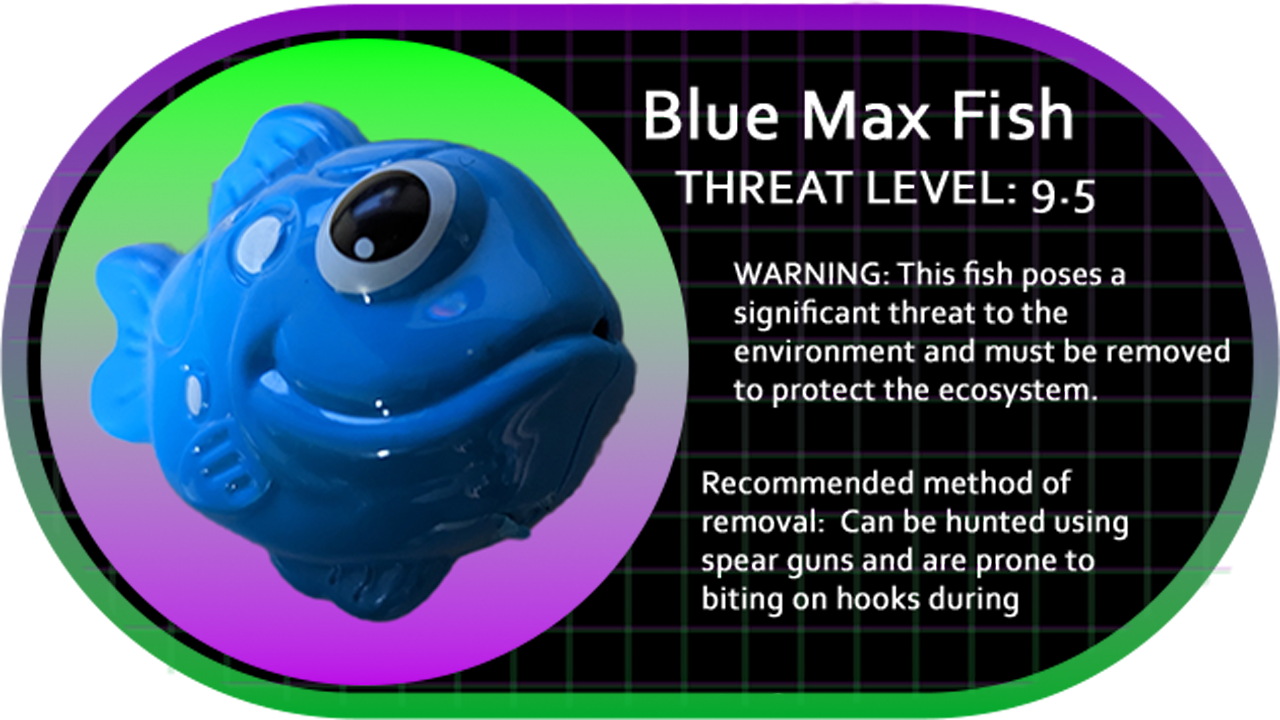 Blue Max Fish
THREAT LEVEL: 9.5
WARNING: This fish poses a
significant threat to the
environment and must be removed
to protect the ecosystem.
Recommended method of
removal:  Can be hunted using
spear guns and are prone to
biting on hooks during